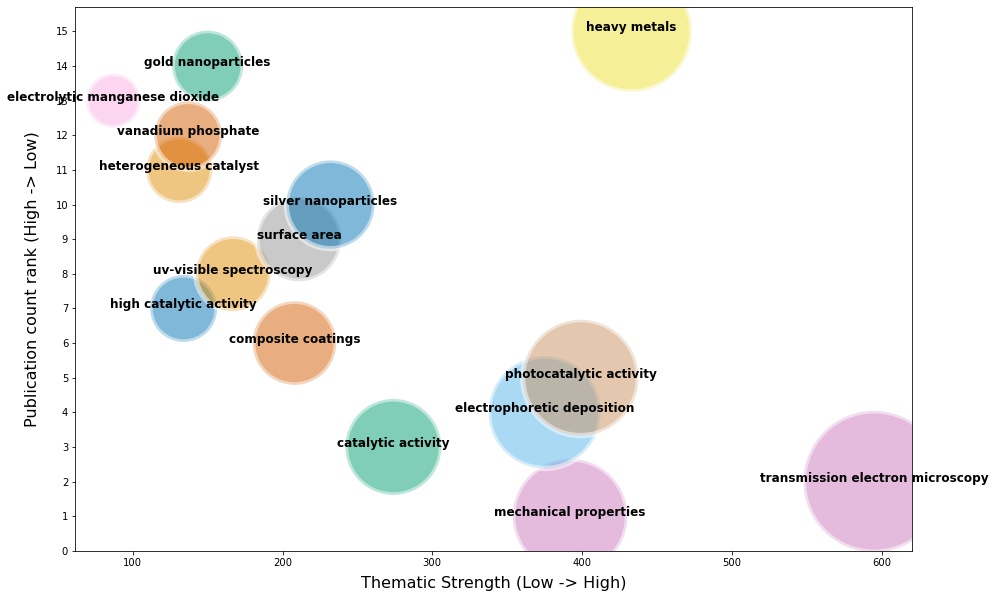 15
heavy metals
14
gold nanoparticles
13
electrolytic manganese dioxide
12
vanadium phosphate
11
heterogeneous catalyst
10
silver nanoparticles
9
surface area
8
uv-visible spectroscopy
7
high catalytic activity
6
composite coatings
5
photocatalytic activity
4
electrophoretic deposition
3
catalytic activity
2
transmission electron microscopy
1
mechanical properties
0
Publication count rank (High -> Low)
100 200 300 400 500 600
Thematic Strength (Low -> High)